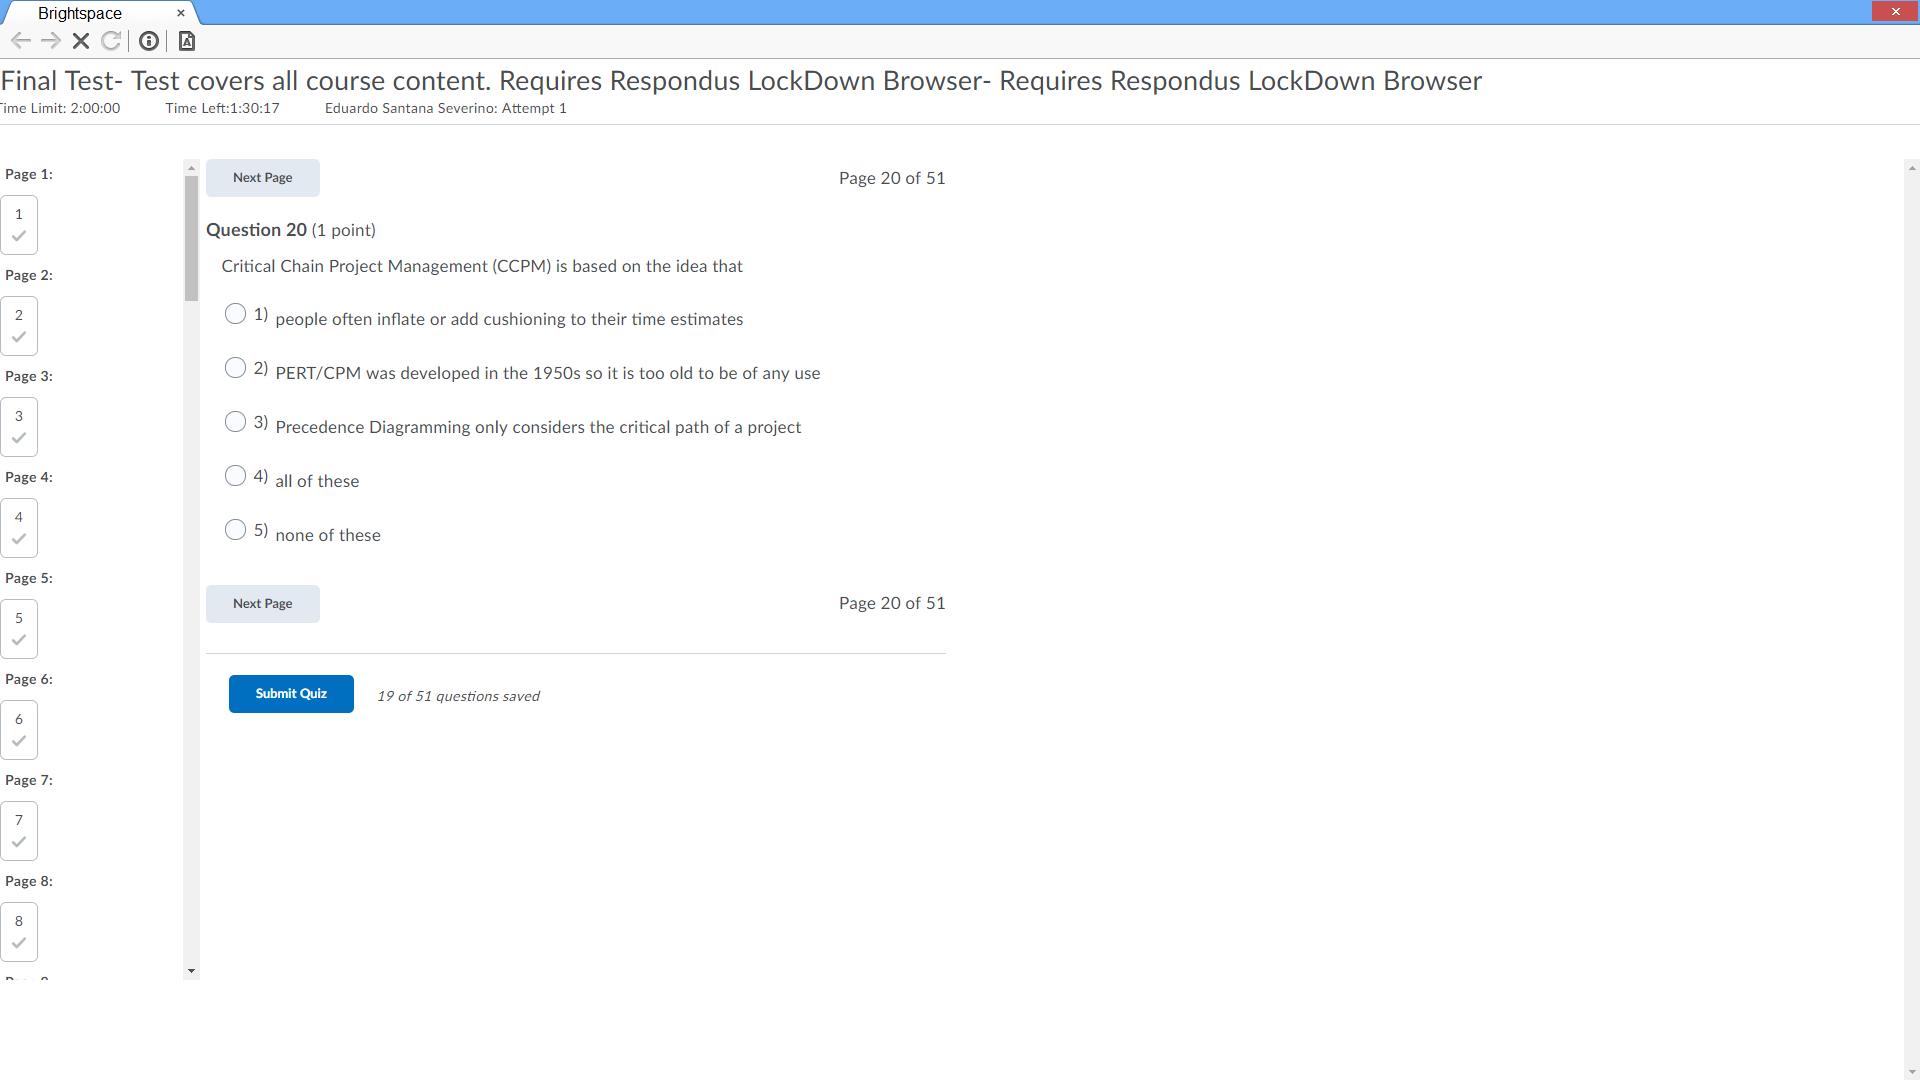 Brightspace
Final Test- Test covers all course content. Requires Respondus LockDown Browser- Requires Respondus LockDown Browser
Time Limit: 2:00:00 Time Left:1:30:17 Eduardo Santana Severino: Attempt 1
Page 1:
1
Page 2:
2
Page 3:
3
Page 4:
4
Page 5:
5
Page 6:
6
Page 7:
7
Page 8:
8
Next Page Page 20 of 51
Question 20 (1 point)
Critical Chain Project Management (CCPM) is based on the idea that
1) people often inflate or add cushioning to their time estimates
2) PERT/CPM was developed in the 1950s so it is too old to be of any use
3) Precedence Diagramming only considers the critical path of a project
4) all of these
5) none of these
Next Page Page 20 of 51
Submit Quiz 19 of 51 questions saved